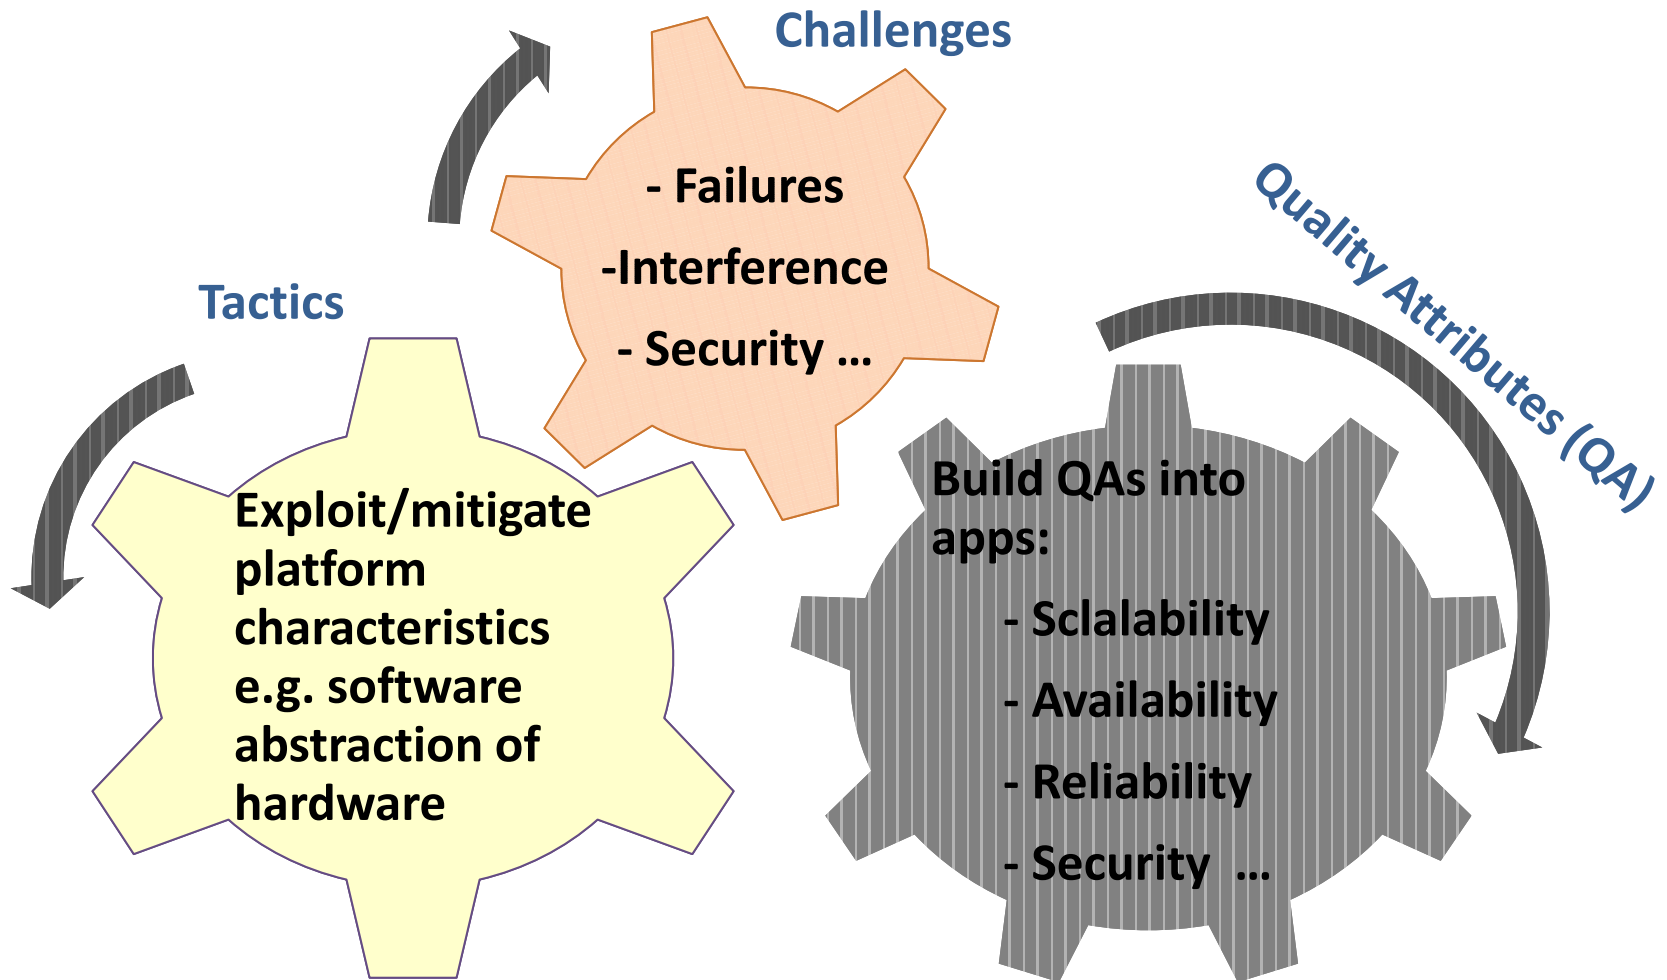 Challenges
- Failures
-Interference
- Security ...
Tactics
Exploit/mitigate
platform
characteristics
e.g. software
abstraction of
hardware
Quality Attributes (QA)
Build QAs into
apps:
- Sclalability
- Availability
- Reliability
- Security ...